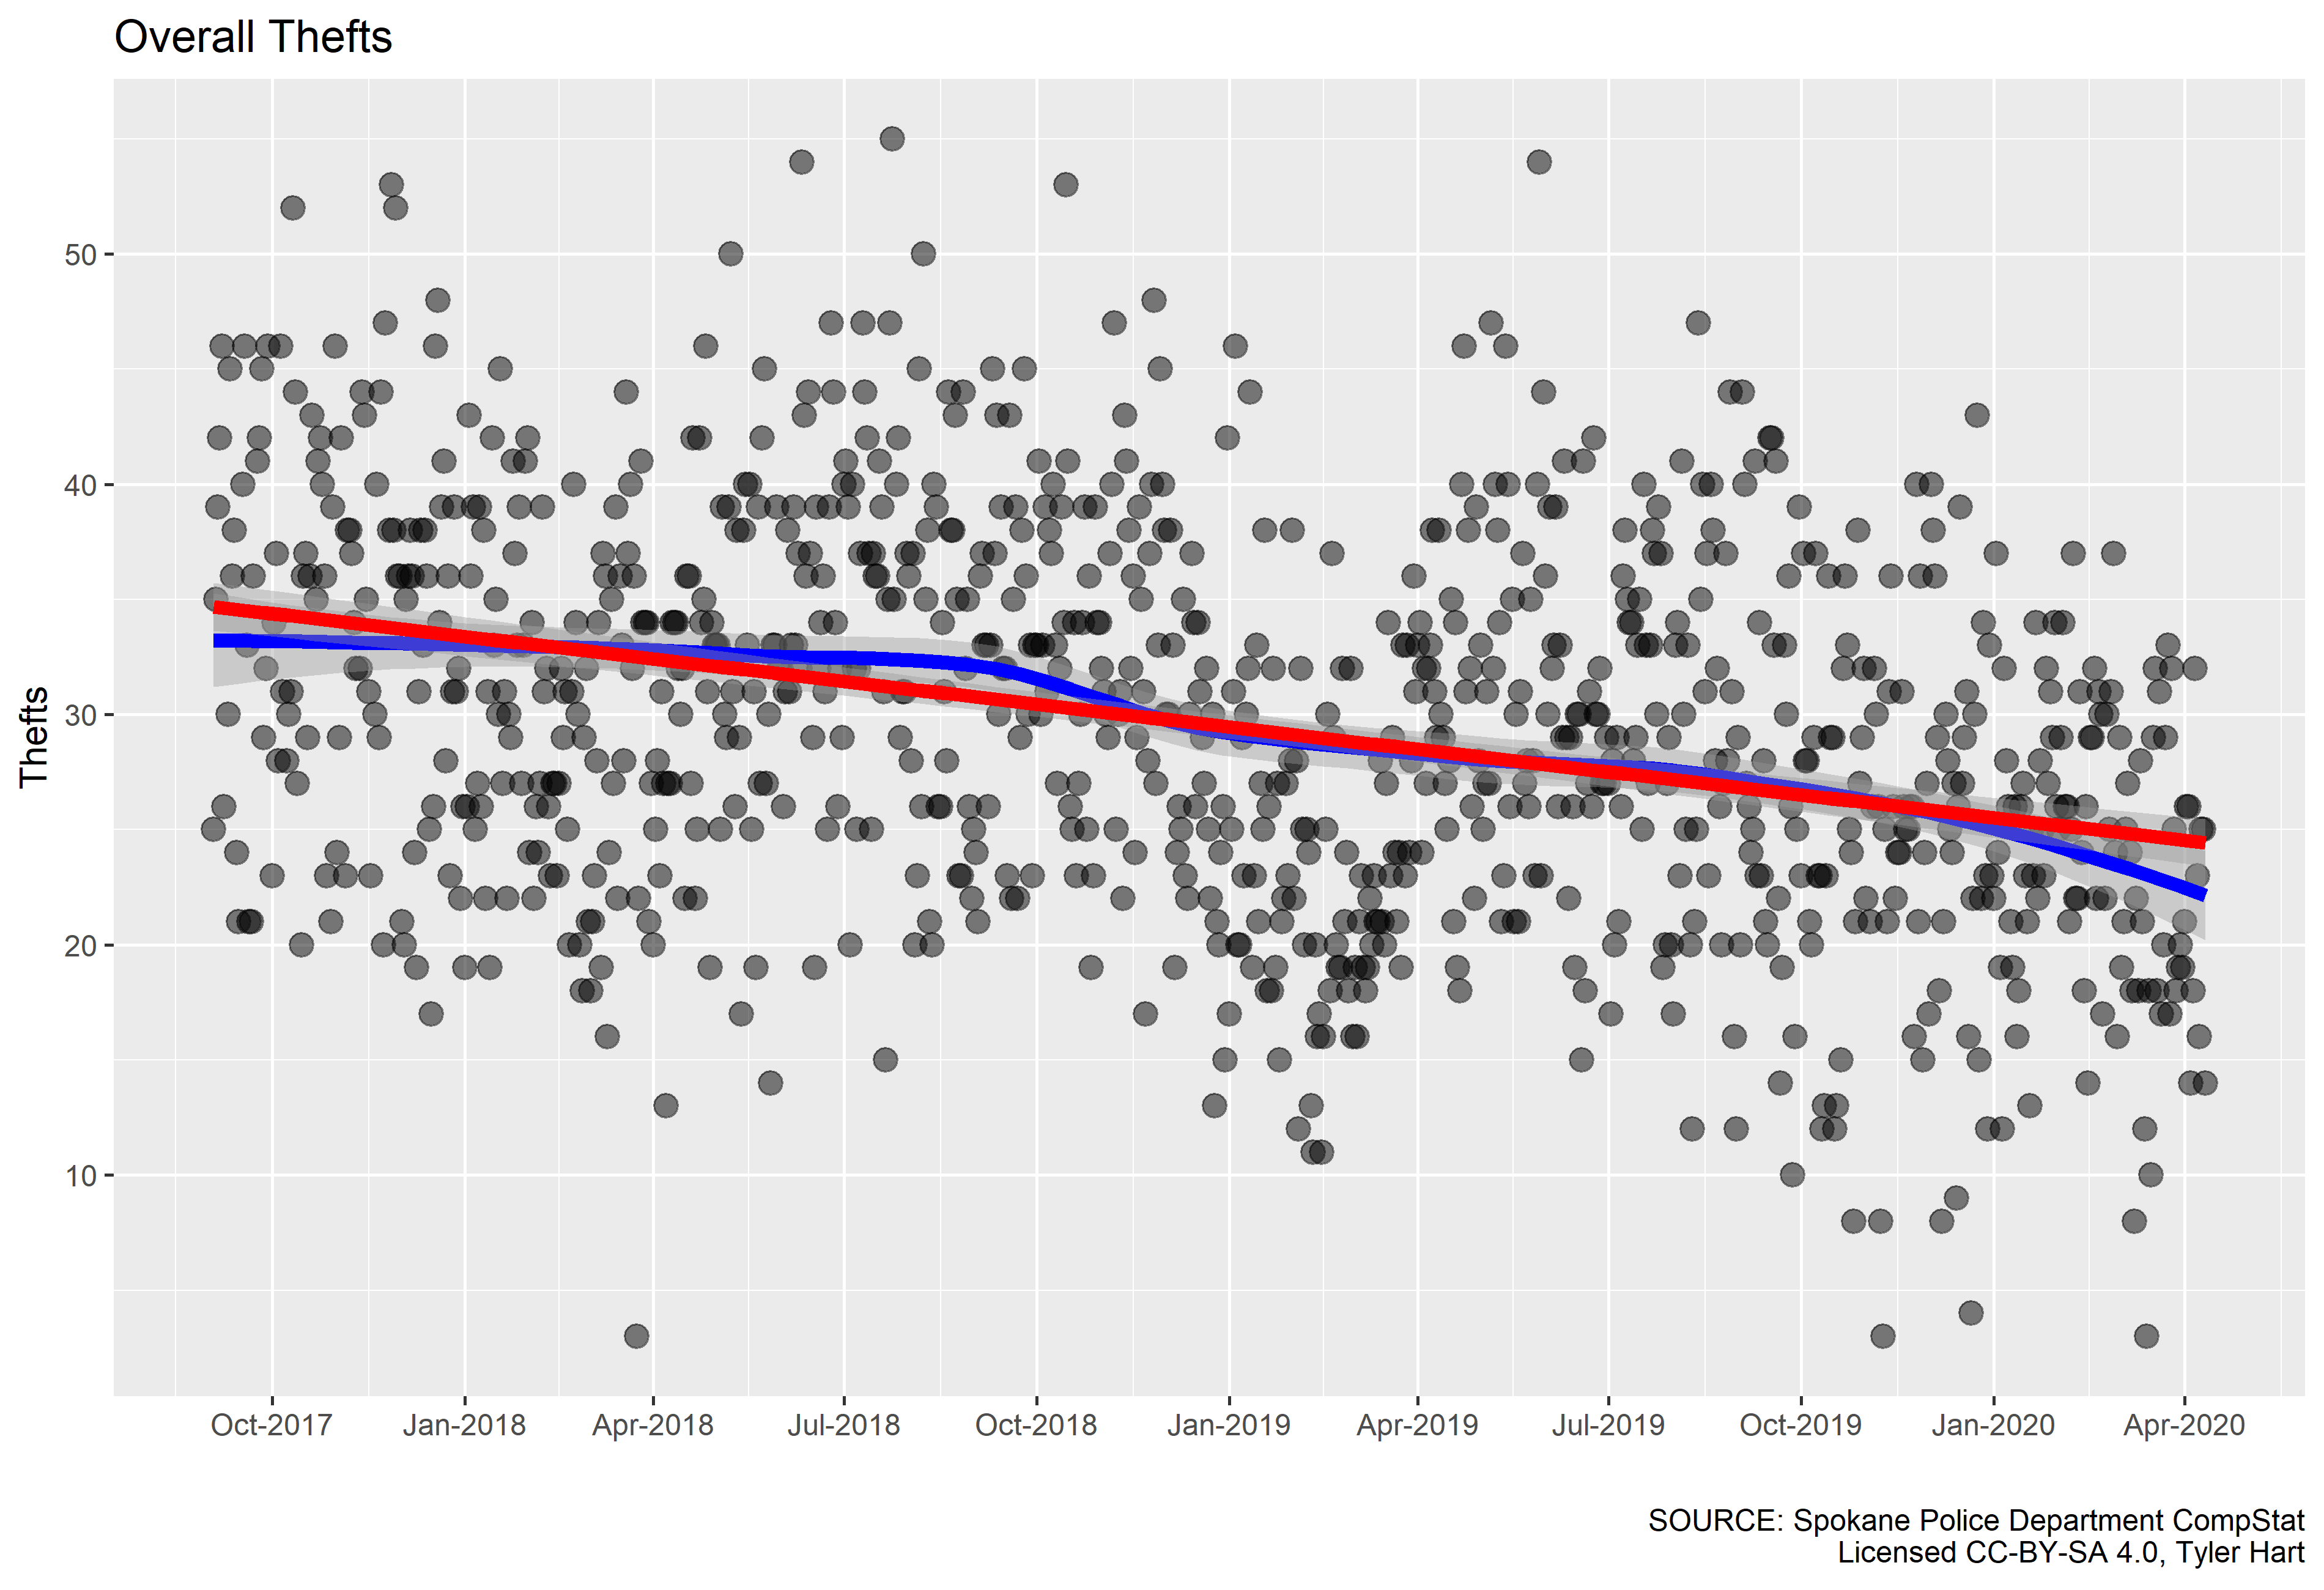 Overall Thefts
Thefts
50
40
30
20
10
Oct-2017 Jan-2018 Apr-2018 Jul-2018 Oct-2018 Jan-2019 Apr-2019 Jul-2019 Oct-2019 Jan-2020 Apr-2020
SOURCE: Spokane Police Department CompStat
Licensed CC-BY-SA 4.0, Tyler Hart